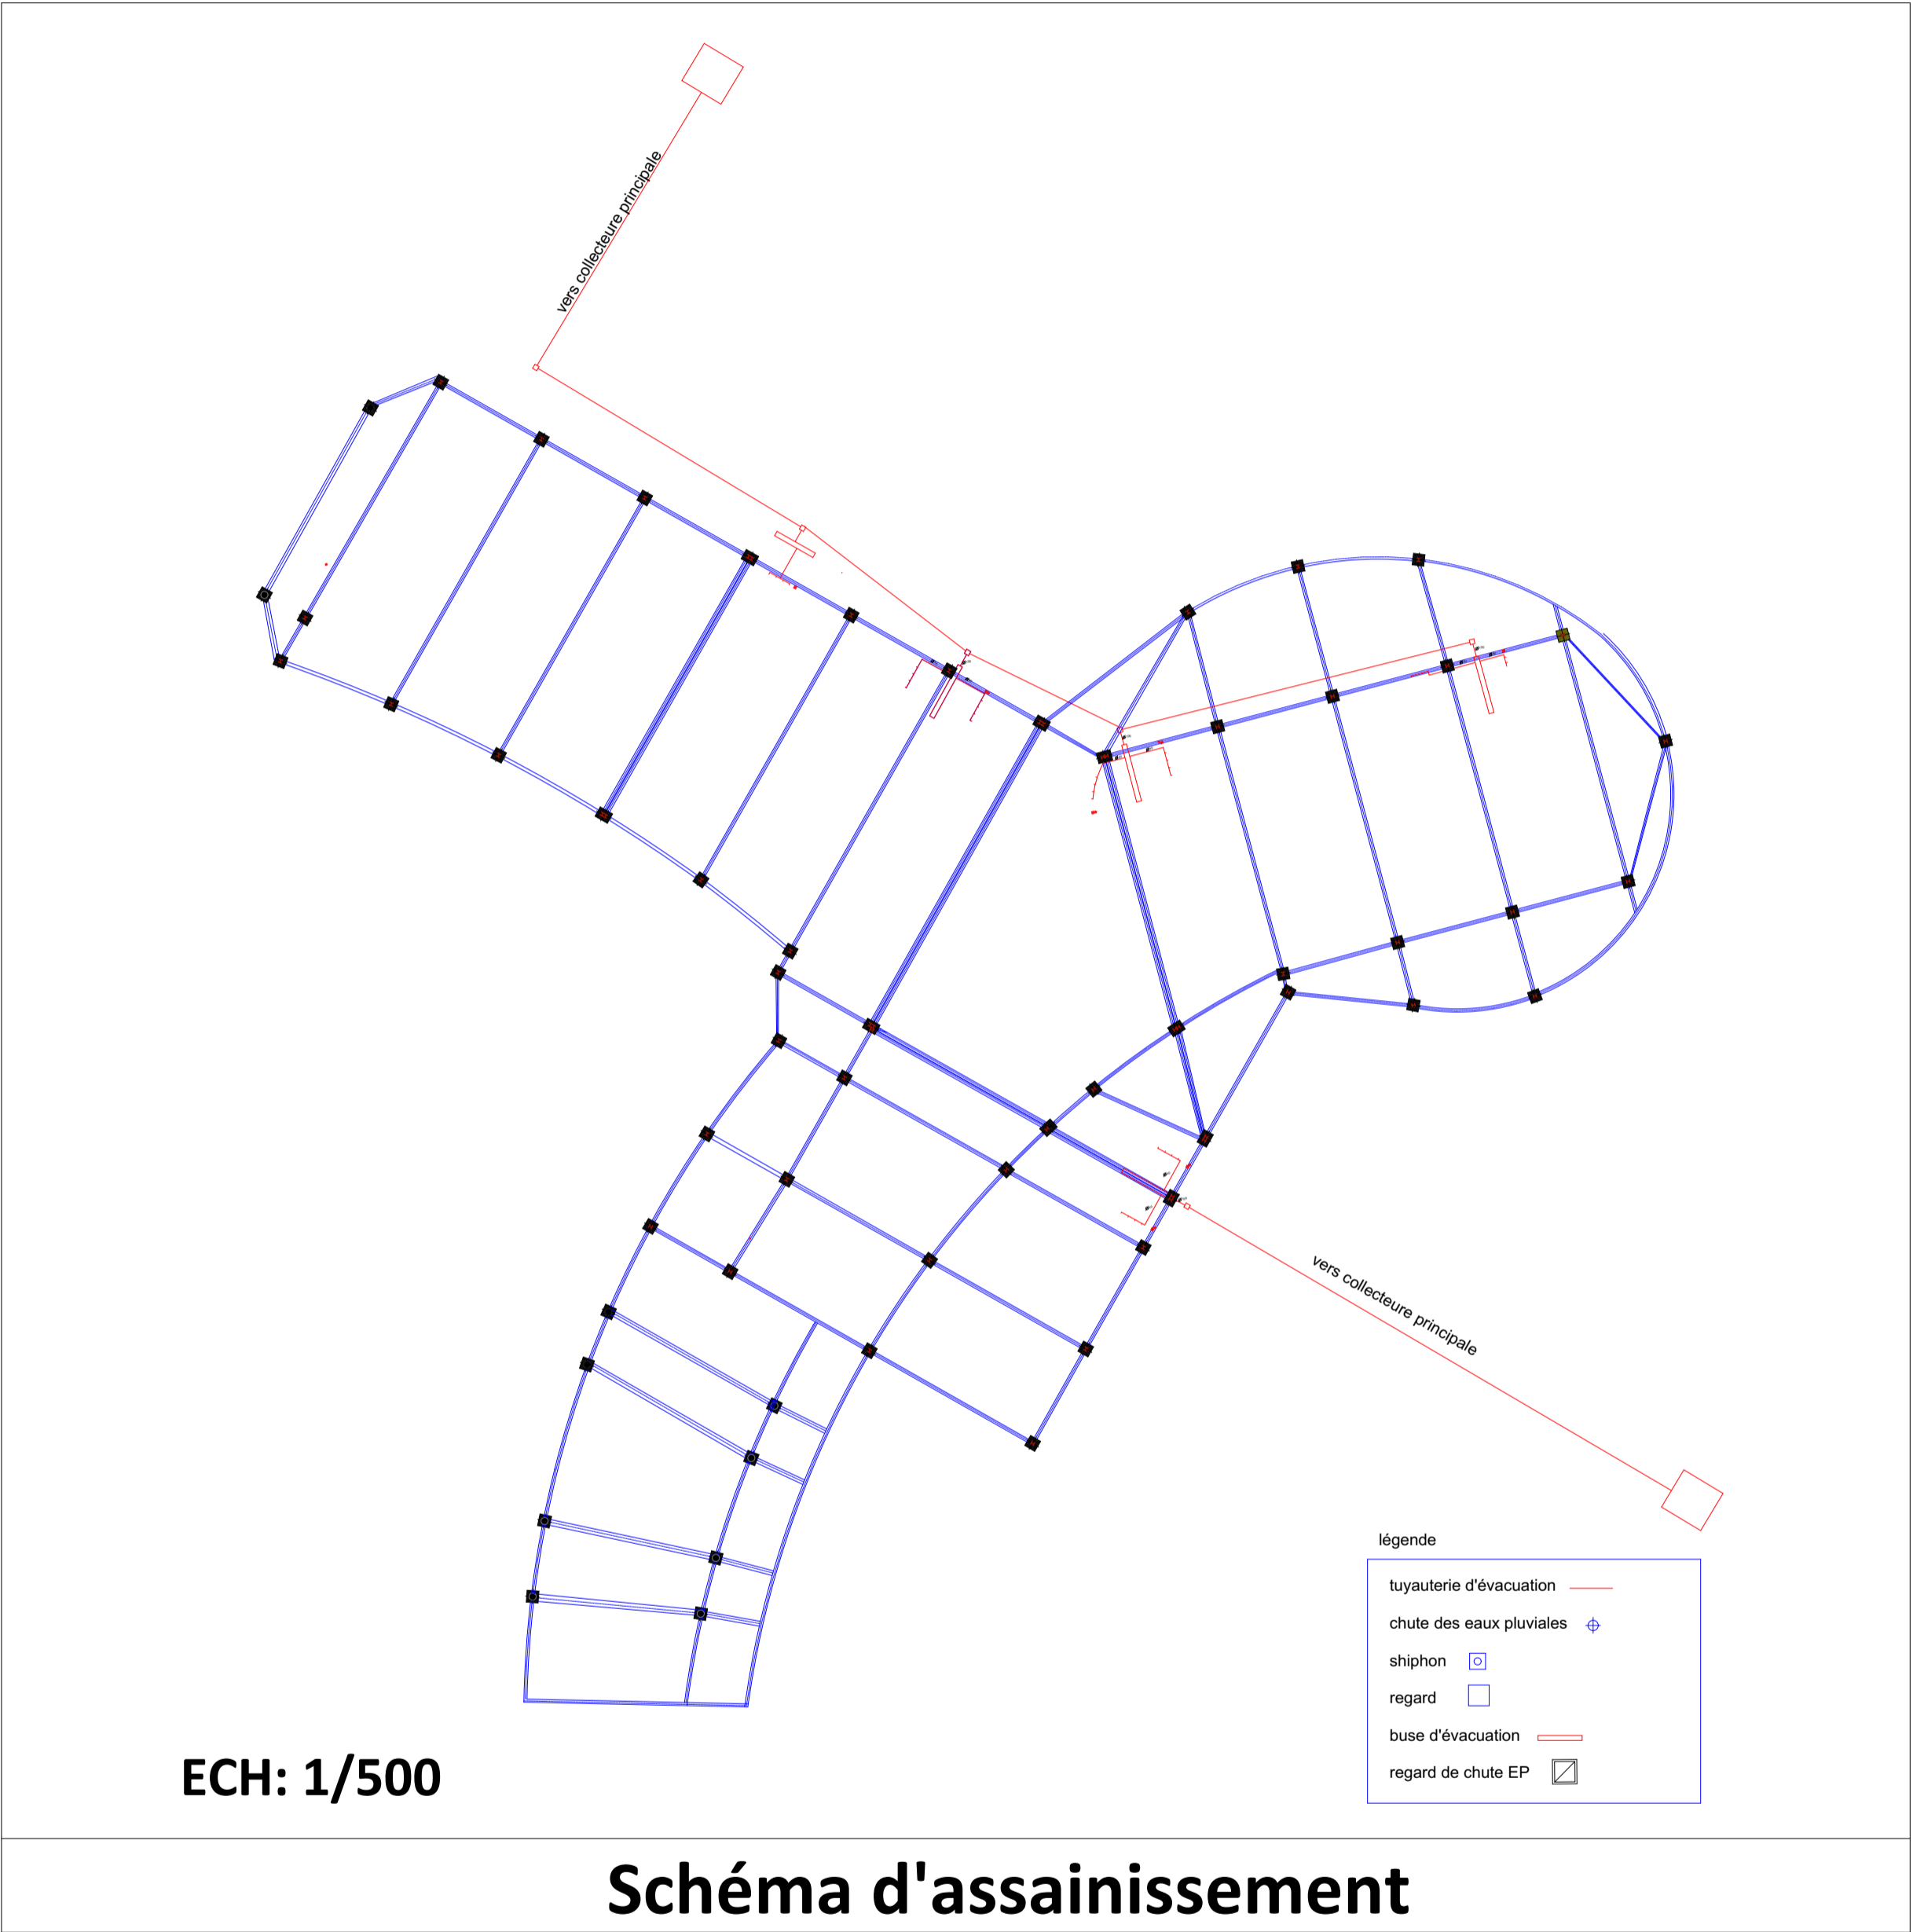 vers collecteure principale
vers collecteure principale
légende
tuyauterie d'évacuation
chute des eaux pluviales
shiphon
regard
buse d'évacuation
regard de chute EP
ECH: 1/500
Schéma d'assainissement